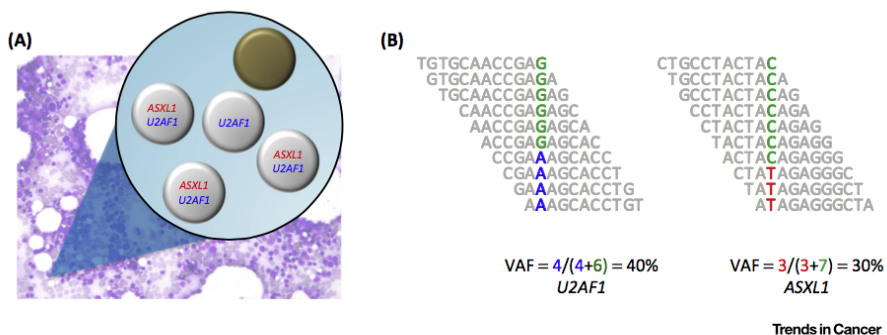 (A)
ASXL1
U2AF1
U2AF1
ASXL1
U2AF1
ASXL1
U2AF1
(B)
TGTGCAACCGAG
GTGCAACCGAGA
TGCAACCGAGAG
CAACCGAGAGC
AACCGAGAGCA
ACCGAGAGCAC
CCGAAAGCACC
CGAAAGCACCT
GAAAGCACCTG
AAAGCACCTGT
VAF = 4/(4+6) = 40%
U2AF1
CTGCCTACTAC
CTGCCTACTACA
GCCTACTACAG
CCTACTACAGA
CTACTACAGAG
TACTACAGAGG
ACTACAGAGGG
CTATAGAGGGC
TATAGAGGGCT
ATAGAGGGCTA
VAF = 3/(3+7) = 30%
ASXL1
Trends in Cancer